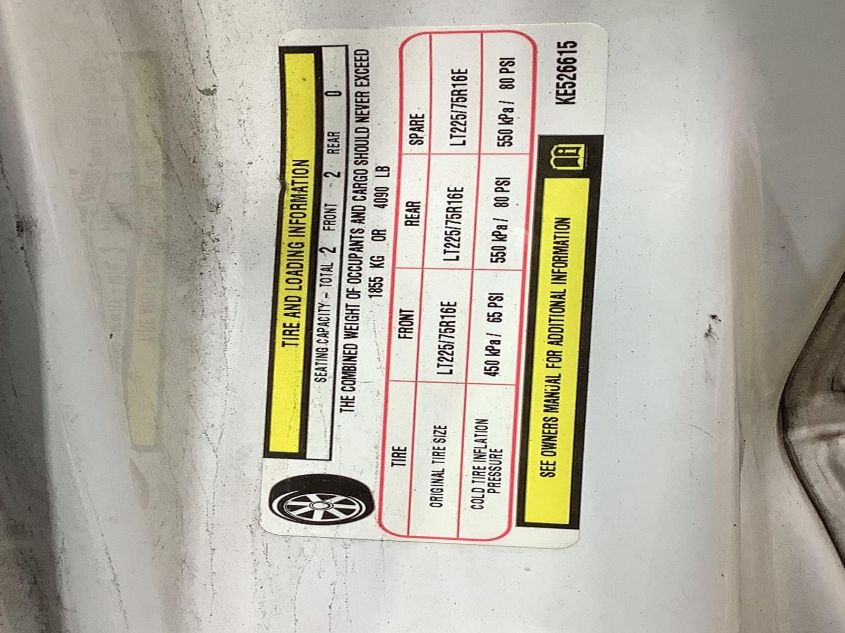 TIRE AND LOADING INFORMATION
SEATING CAPACITY - TOTAL 2 FRONT 2 REAR 0
THE COMBINED WEIGHT OF OCCUPANTS AND CARGO SHOULD NEVER EXCEED
1855 KG OR 4090 LB
TIRE FRONT REAR SPARE
ORIGINAL TIRE SIZE LT225/75R16E LT225/75R16E LT225/75R16E
COLD TIRE INFLATION
PRESSURE 450 kPa / 65 PSI 550 kPa / 80 PSI 550 kPa / 80 PSI
SEE OWNERS MANUAL FOR ADDITIONAL INFORMATION
KE526615